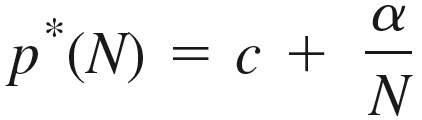 p*(N) = c + α/N